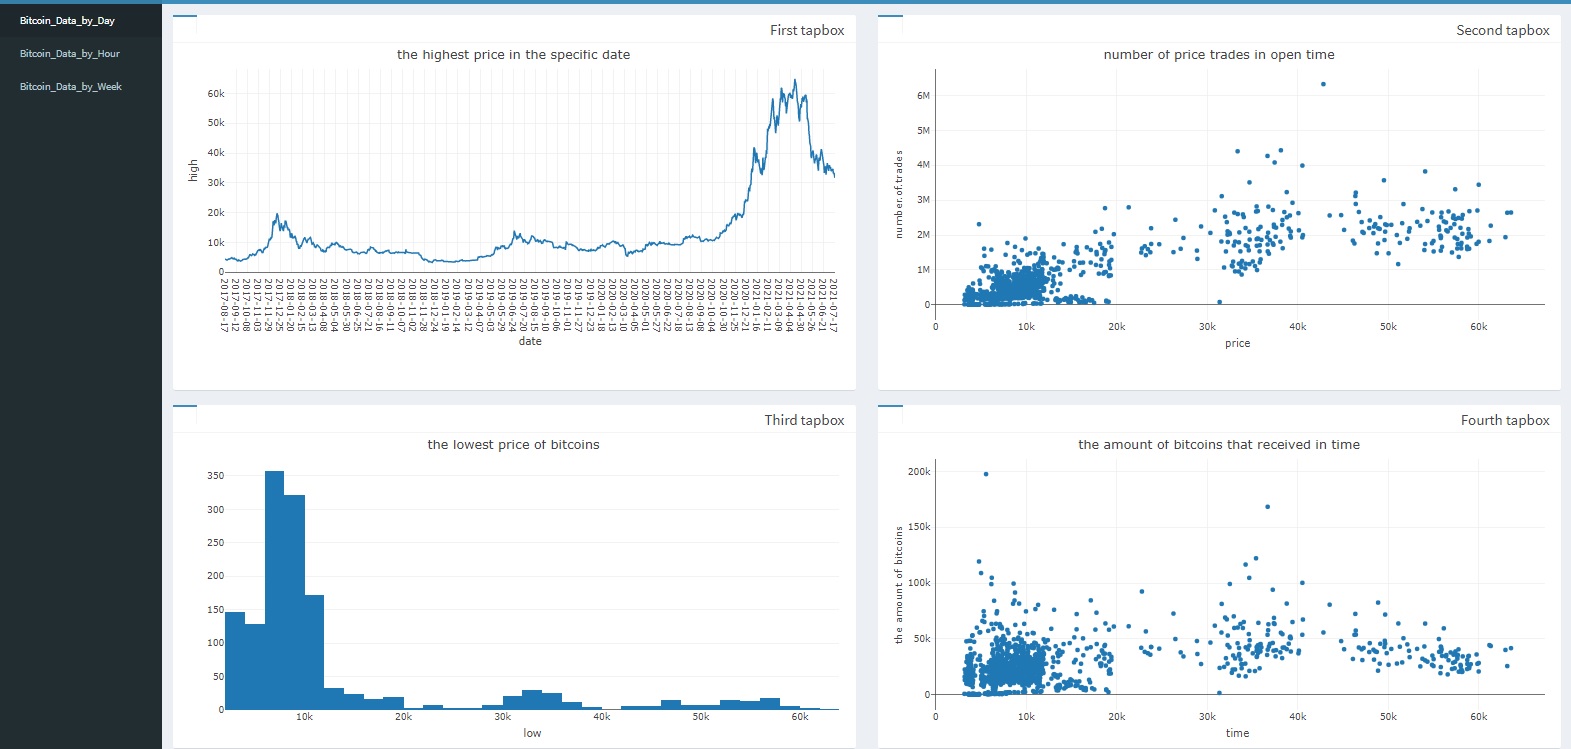 Bitcoin_Data_by_Day
Bitcoin_Data_by_Hour
Bitcoin_Data_by_Week
First tapbox
the highest price in the specific date
high
60k
50k
40k
30k
20k
10k
0
2017-08-17
2017-09-12
2017-10-08
2017-11-03
2017-11-29
2017-12-25
2018-01-20
2018-02-15
2018-03-13
2018-04-08
2018-05-04
2018-05-30
2018-06-25
2018-07-21
2018-08-16
2018-09-11
2018-10-07
2018-11-02
2018-11-28
2018-12-24
2019-01-19
2019-02-14
2019-03-12
2019-04-07
2019-05-03
2019-05-29
2019-06-24
2019-07-20
2019-08-15
2019-09-10
2019-10-06
2019-11-01
2019-11-27
2019-12-23
2020-01-18
2020-02-13
2020-03-10
2020-04-05
2020-05-01
2020-05-27
2020-06-22
2020-07-18
2020-08-13
2020-09-08
2020-10-04
2020-10-30
2020-11-25
2020-12-21
2021-01-16
2021-02-11
2021-03-09
2021-04-04
2021-04-30
2021-05-26
2021-06-21
2021-07-17
date
Second tapbox
number of price trades in open time
number.of.trades
6M
5M
4M
3M
2M
1M
0
0
10k
20k
30k
40k
50k
60k
price
Third tapbox
the lowest price of bitcoins
350
300
250
200
150
100
50
0
10k
20k
30k
40k
50k
60k
low
Fourth tapbox
the amount of bitcoins that received in time
the amount of bitcoins
200k
150k
100k
50k
0
0
10k
20k
30k
40k
50k
60k
time